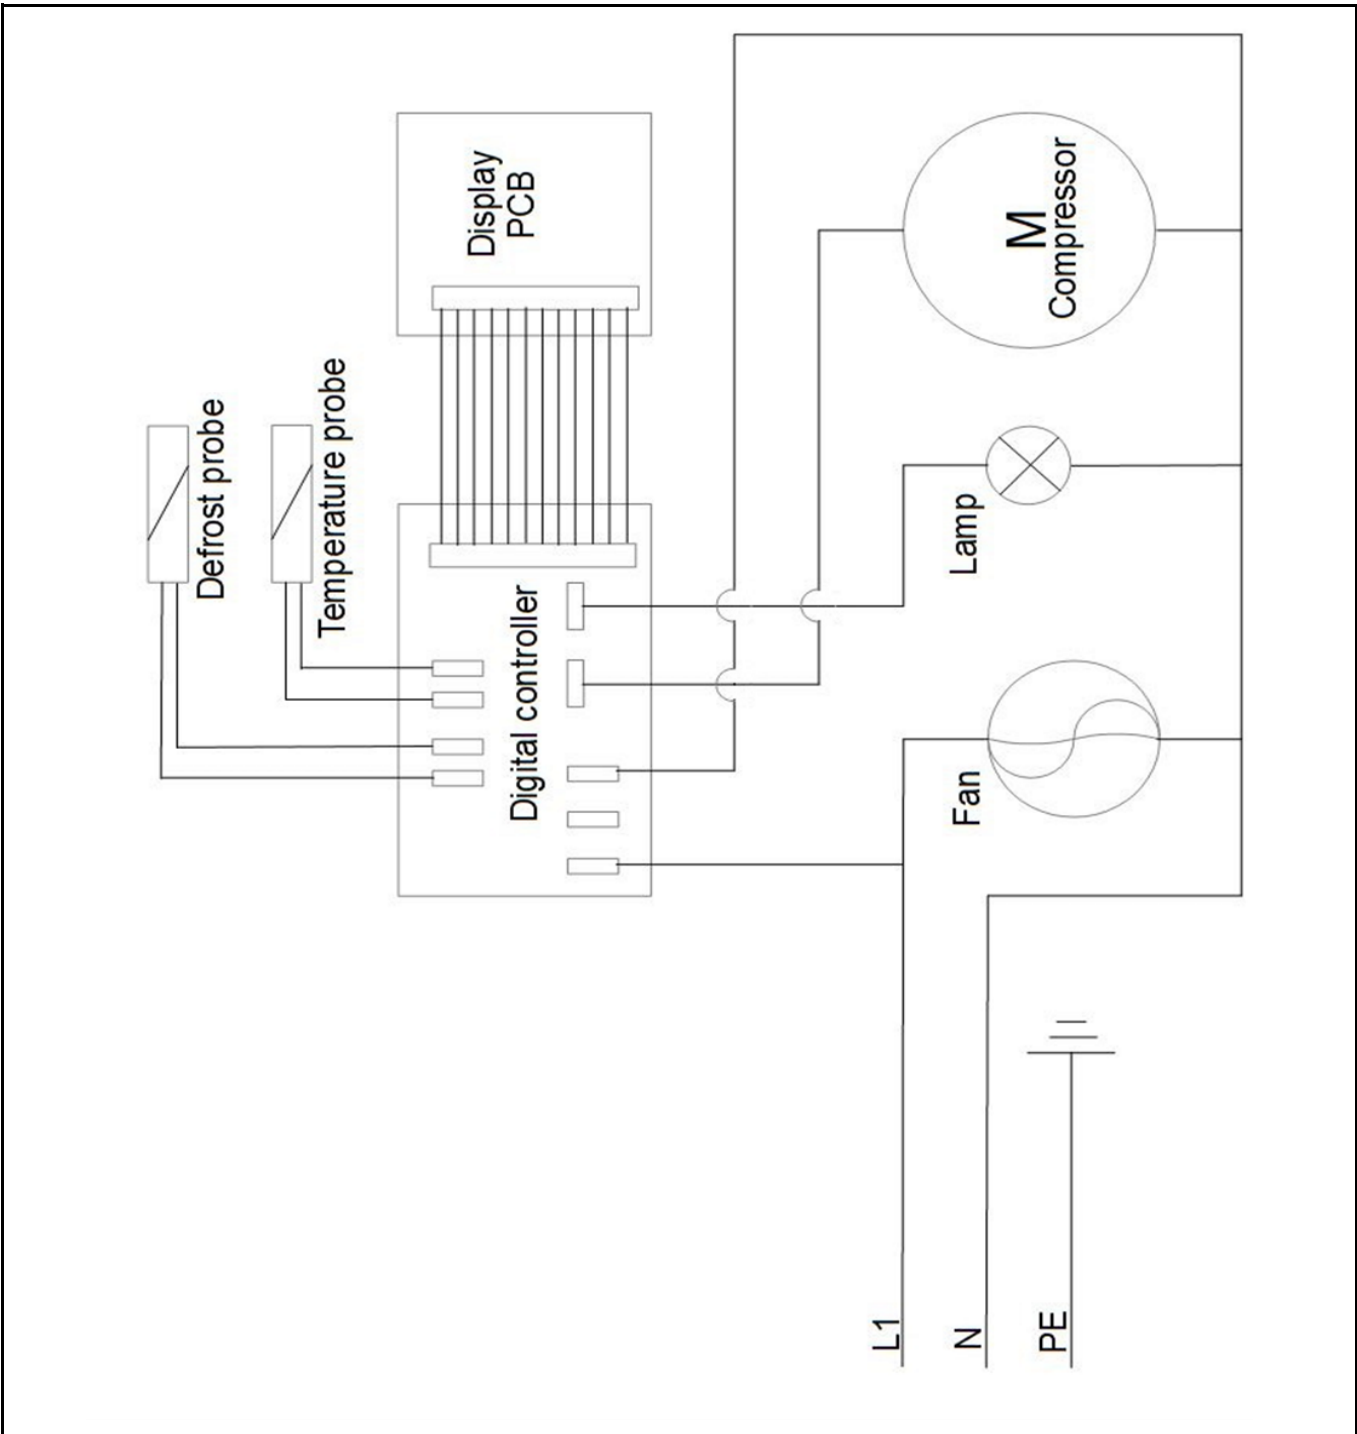 Display
PCB
M
Compressor
Defrost probe
Temperature probe
Lamp
Digital controller
Fan
L1
N
PE